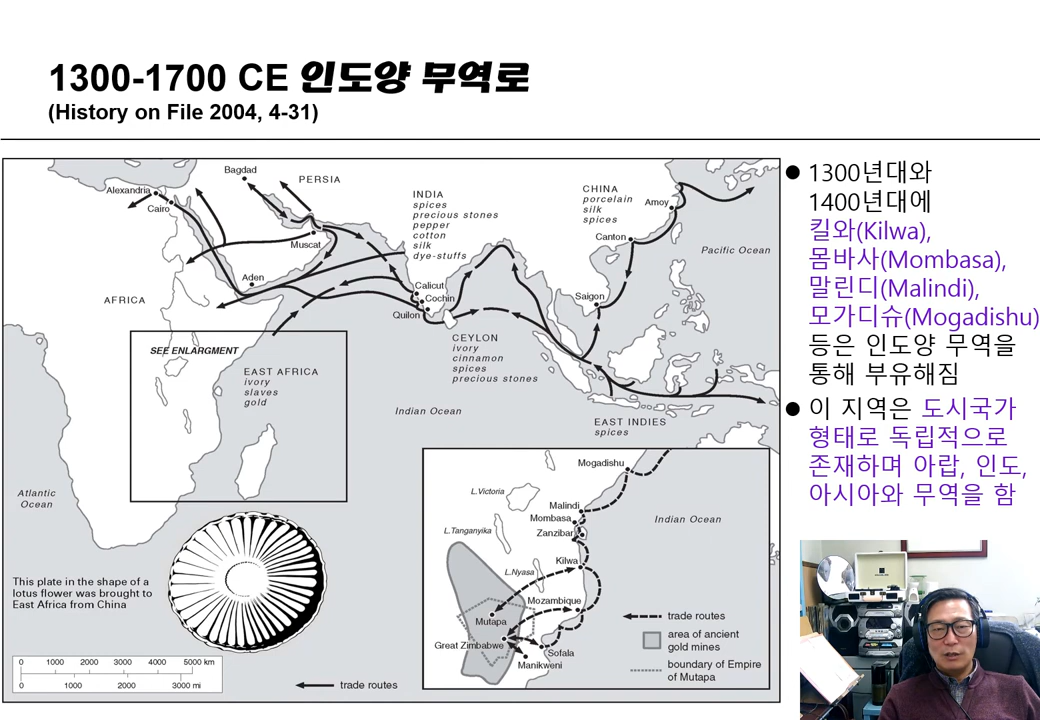 1300-1700 CE 인도양 무역로
(History on File 2004, 4-31)
Bagdad
PERSIA
Alexandria
Cairo
Muscat
Aden
AFRICA
INDIA
spices
precious stones
pepper
cotton
silk
dye-stuffs
CHINA
porcelain
silk
spices
Amoy
Canton
Pacific Ocean
Calicut
Cochin
Quilon
Saigon
SEE ENLARGMENT
EAST AFRICA
ivory
slaves
gold
CEYLON
ivory
cinnamon
spices
precious stones
Indian Ocean
EAST INDIES
spices
Atlantic
Ocean
This plate in the shape of a
lotus flower was brought to
East Africa from China
0 1000 2000 3000 4000 5000 km
0 1000 2000 3000 mi
trade routes
Mogadishu
L.Victoria
Malindi
Mombasa
Zanzibar
Indian Ocean
L.Tanganyika
Kilwa
L.Nyasa
Mozambique
Mutapa
Great Zimbabwe
Sofala
Manikweni
trade routes
area of ancient
gold mines
boundary of Empire
of Mutapa
● 1300년대와
1400년대에
킬와(Kilwa),
몸바사(Mombasa),
말린디(Malindi),
모가디슈(Mogadishu)
등은 인도양 무역을
통해 부유해짐
● 이 지역은 도시국가
형태로 독립적으로
존재하며 아랍, 인도,
아시아와 무역을 함